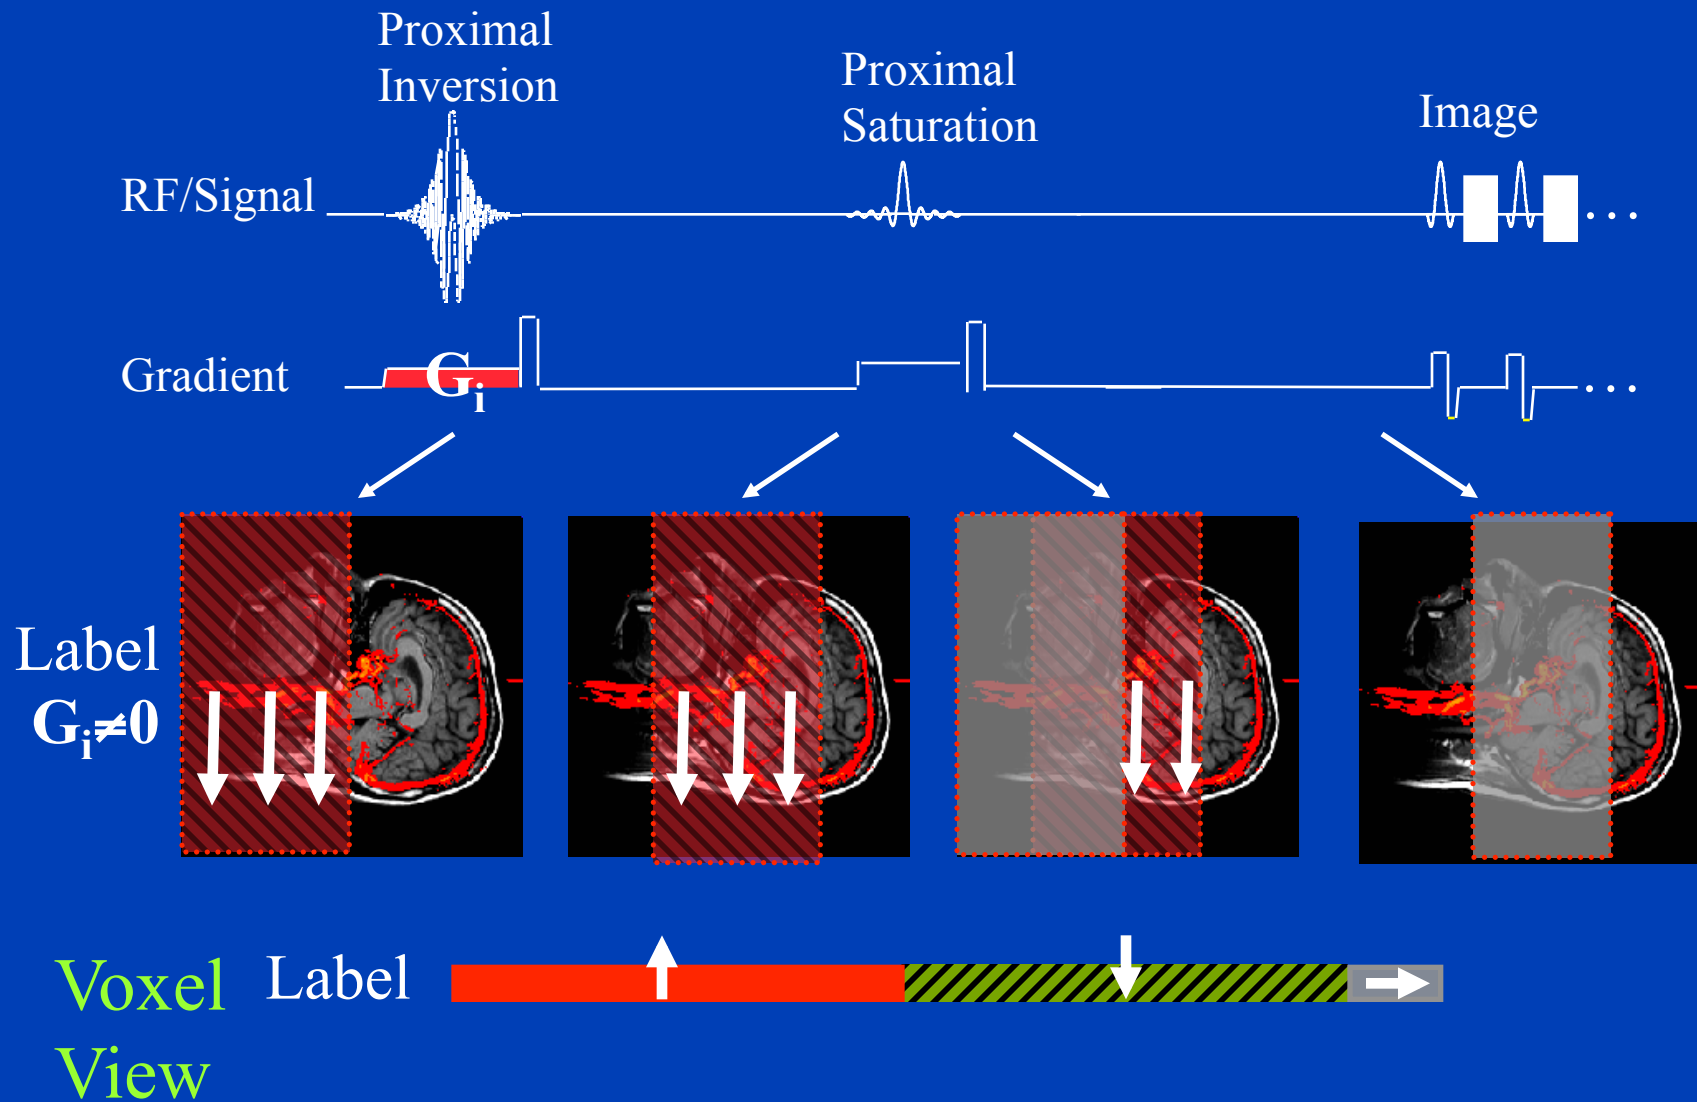 Proximal
Inversion
Proximal
Saturation
Image
RF/Signal
...
Gradient
Gi
...
Label
Gi≠0
Voxel
View
Label